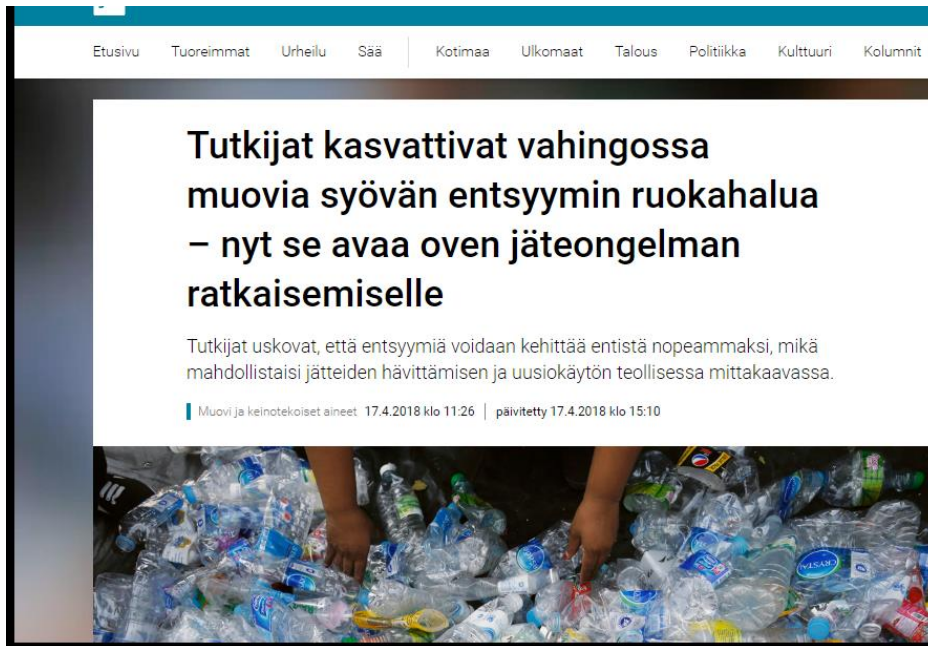 Etusivu Tuoreimmat Urheilu Sää Kotimaa Ulkomaat Talous Politiikka Kulttuuri Kolumnit
Tutkijat kasvattivat vahingossa
muovia syövän entsyymin ruokahalua
– nyt se avaa oven jäteongelman
ratkaisemiselle
Tutkijat uskovat, että entsyymiä voidaan kehittää entistä nopeammaksi, mikä
mahdollistaisi jätteiden hävittämisen ja uusiokäytön teollisessa mittakaavassa.
Muovi ja keinotekoiset aineet 17.4.2018 klo 11:26 | päivitetty 17.4.2018 klo 15:10
CRYSTAL